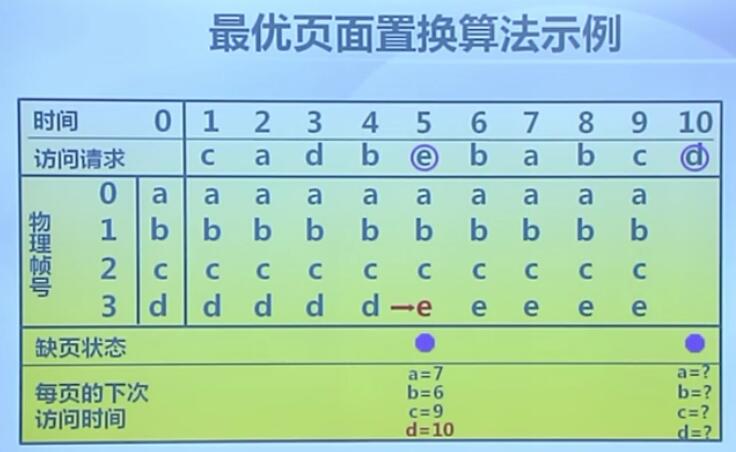 最优页面置换算法示例
时间 0 1 2 3 4 5 6 7 8 9 10
访问请求 c a d b e b a b c d
物理帧号
0 a a a a a a a a a a
1 b b b b b b b b b b
2 c c c c c c c c c c
3 d d d d d →e e e e e
缺页状态
每页的下次访问时间
a=7 a=?
b=6 b=?
c=9 c=?
d=10 d=?